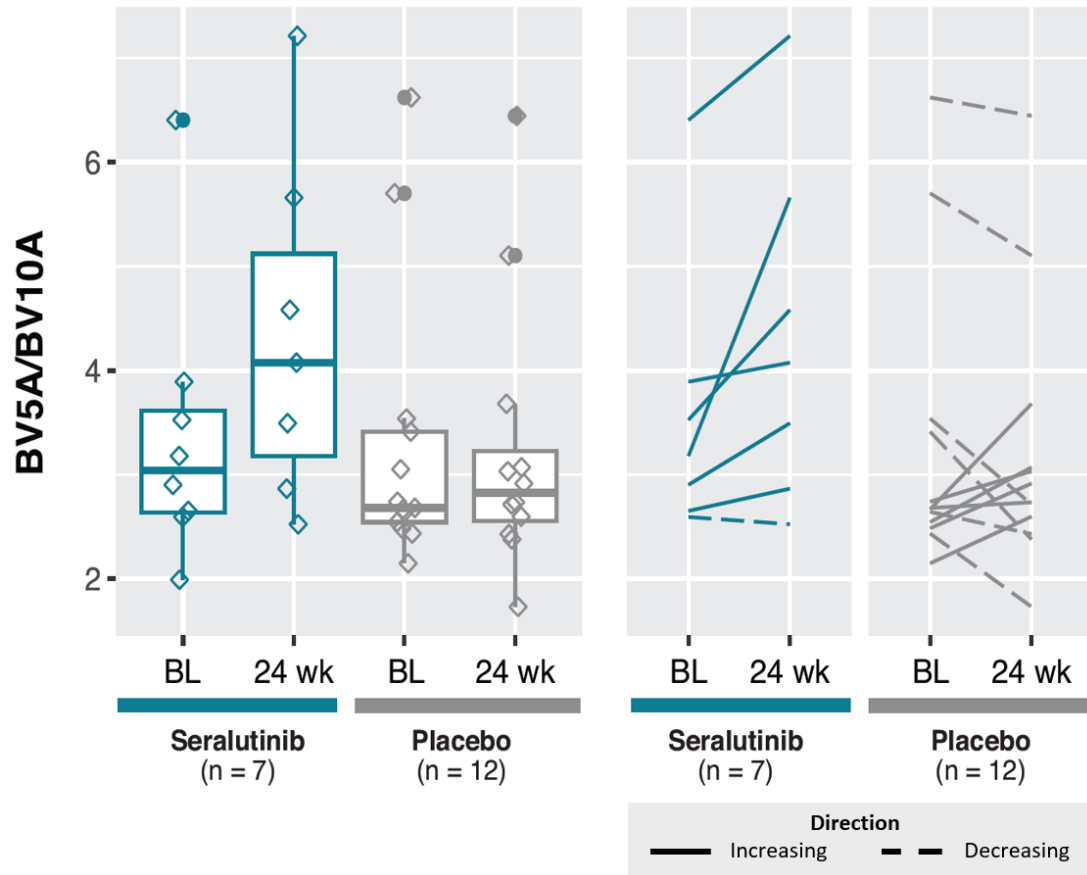 BV5A/BV10A
6
4
2
BL 24 wk BL 24 wk BL 24 wk BL 24 wk
Seralutinib Placebo Seralutinib Placebo
(n = 7) (n = 12) (n = 7) (n = 12)
Direction
Increasing Decreasing